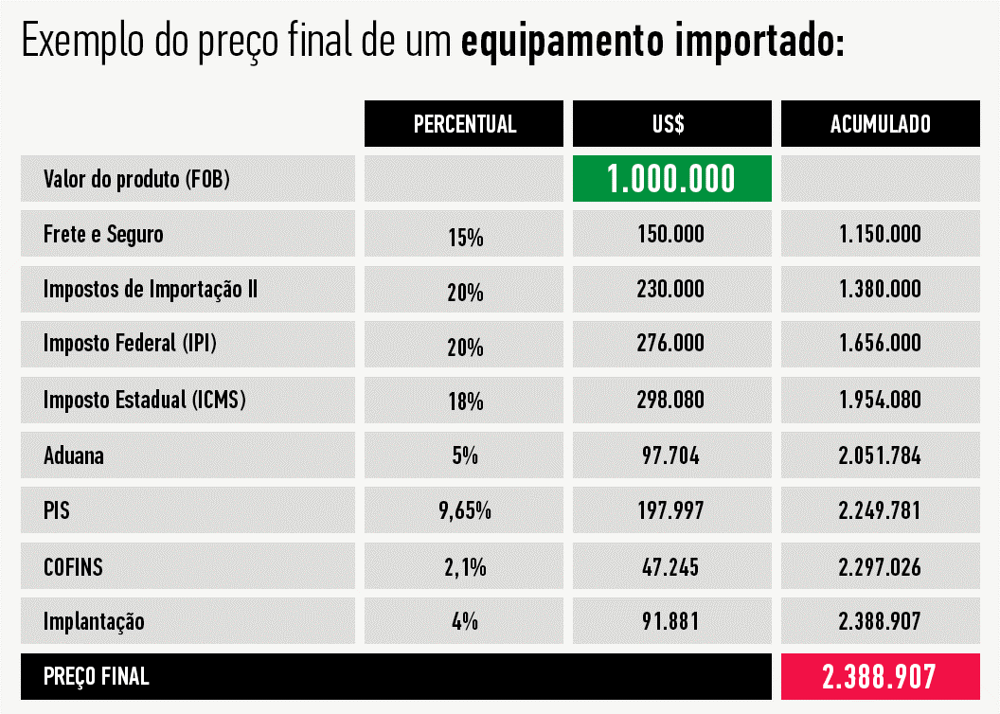 Exemplo do preço final de um equipamento importado:
PERCENTUAL US$ ACUMULADO
Valor do produto (FOB) 1.000.000
Frete e Seguro 15% 150.000 1.150.000
Impostos de Importação II 20% 230.000 1.380.000
Imposto Federal (IPI) 20% 276.000 1.656.000
Imposto Estadual (ICMS) 18% 298.080 1.954.080
Aduana 5% 97.704 2.051.784
PIS 9,65% 197.997 2.249.781
COFINS 2,1% 47.245 2.297.026
Implantação 4% 91.881 2.388.907
PREÇO FINAL 2.388.907